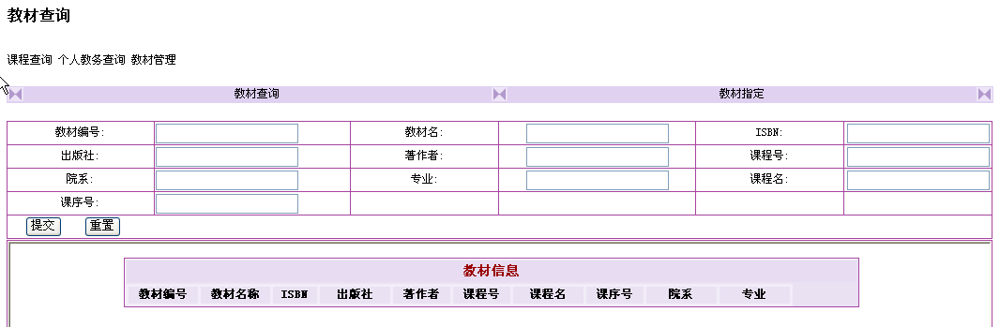 教材查询
课程查询 个人教务查询 教材管理
教材查询 教材指定
教材编号: 教材名: ISBN:
出版社: 著作者: 课程号:
院系: 专业: 课程名:
课序号:
提交 重置
教材信息
教材编号 教材名称 ISBN 出版社 著作者 课程号 课程名 课序号 院系 专业